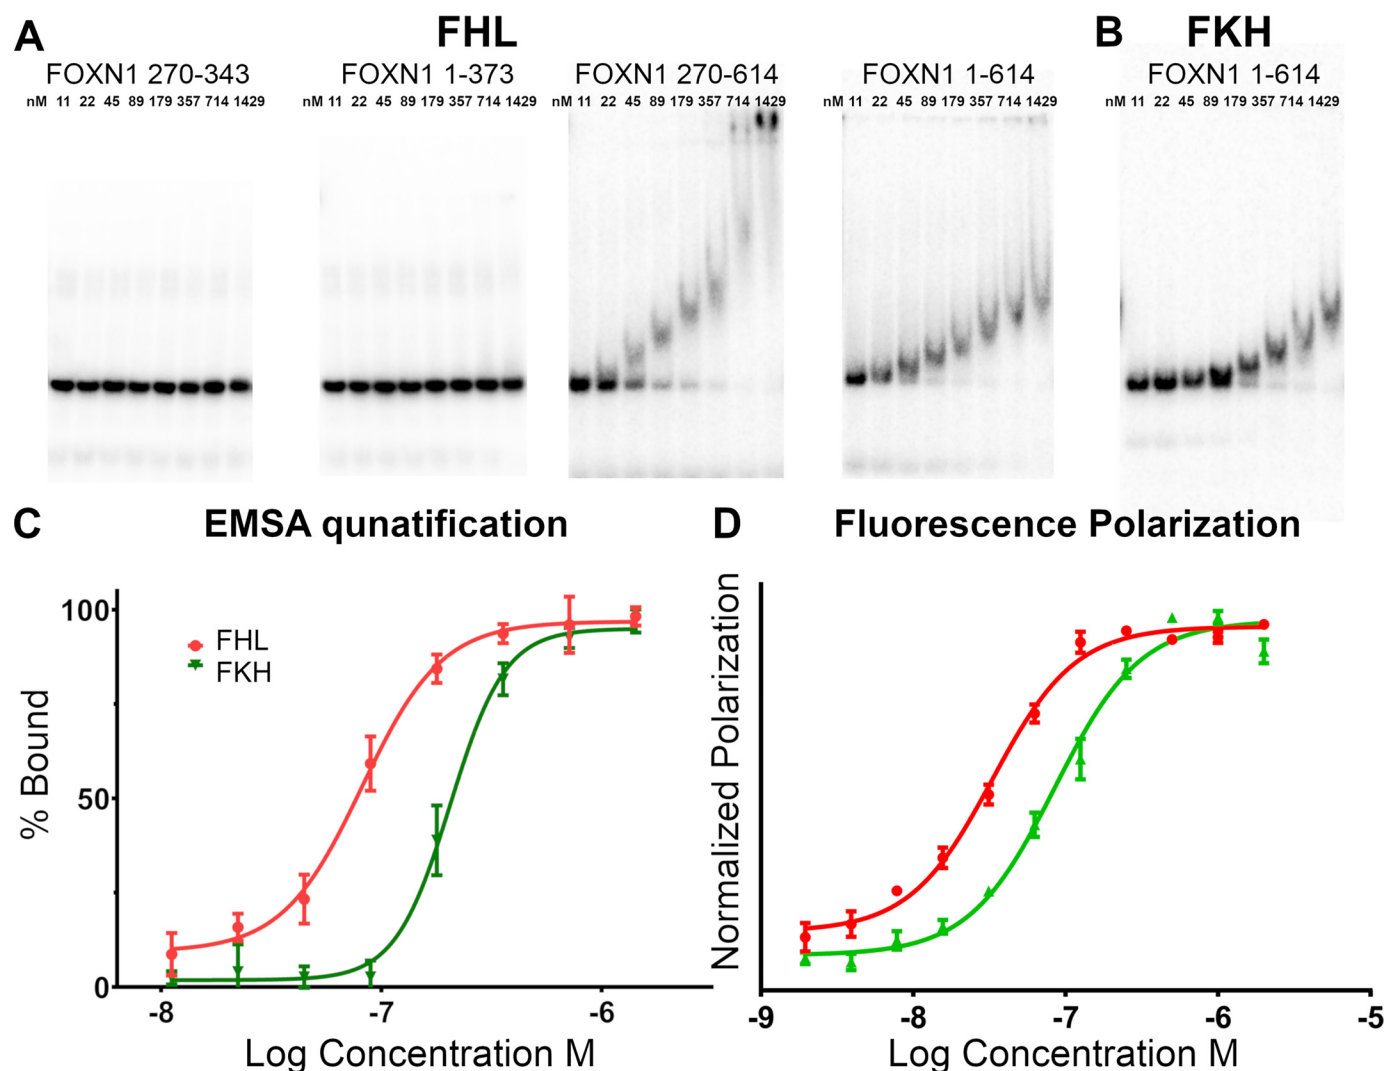 A
FHL
B
FKH
FOXN1 270-343
FOXN1 1-373
FOXN1 270-614
FOXN1 1-614
FOXN1 1-614
nM 11 22 45 89 179 357 714 1429
nM 11 22 45 89 179 357 714 1429
nM 11 22 45 89 179 357 714 1429
nM 11 22 45 89 179 357 714 1429
nM 11 22 45 89 179 357 714 1429
C
EMSA qunatification
% Bound
100
50
0
FHL
FKH
-8
-7
-6
Log Concentration M
D
Fluorescence Polarization
Normalized Polarization
-9
-8
-7
-6
-5
Log Concentration M